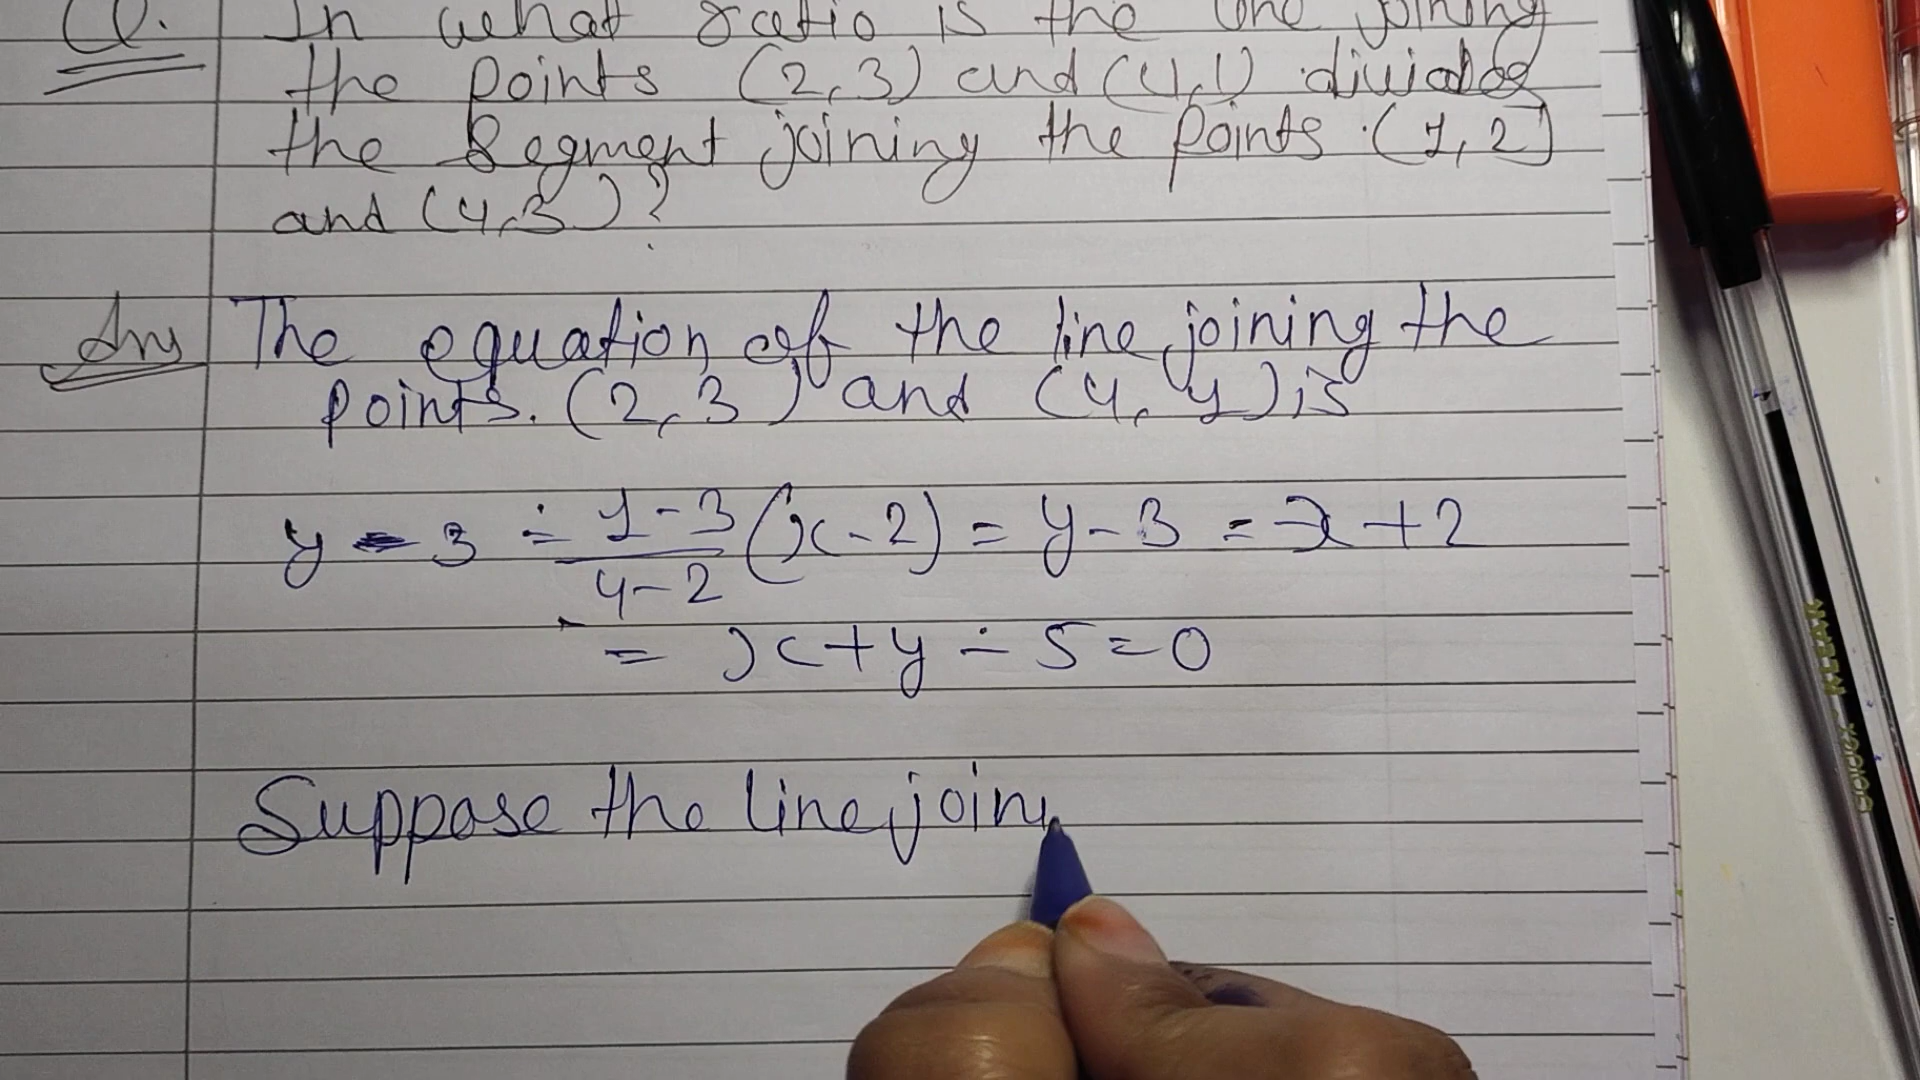 Q. In what ratio is the line joining
the points (2,3) and (4,1) divides
the Segment joining the points (1,2)
and (4,3)?
Ans The equation of the line joining the
points. (2,3) and (4,1) is
y - 3 = 1-3/4-2 (x-2) = y-3 = -x+2
= x+y-5=0
Suppose the line join